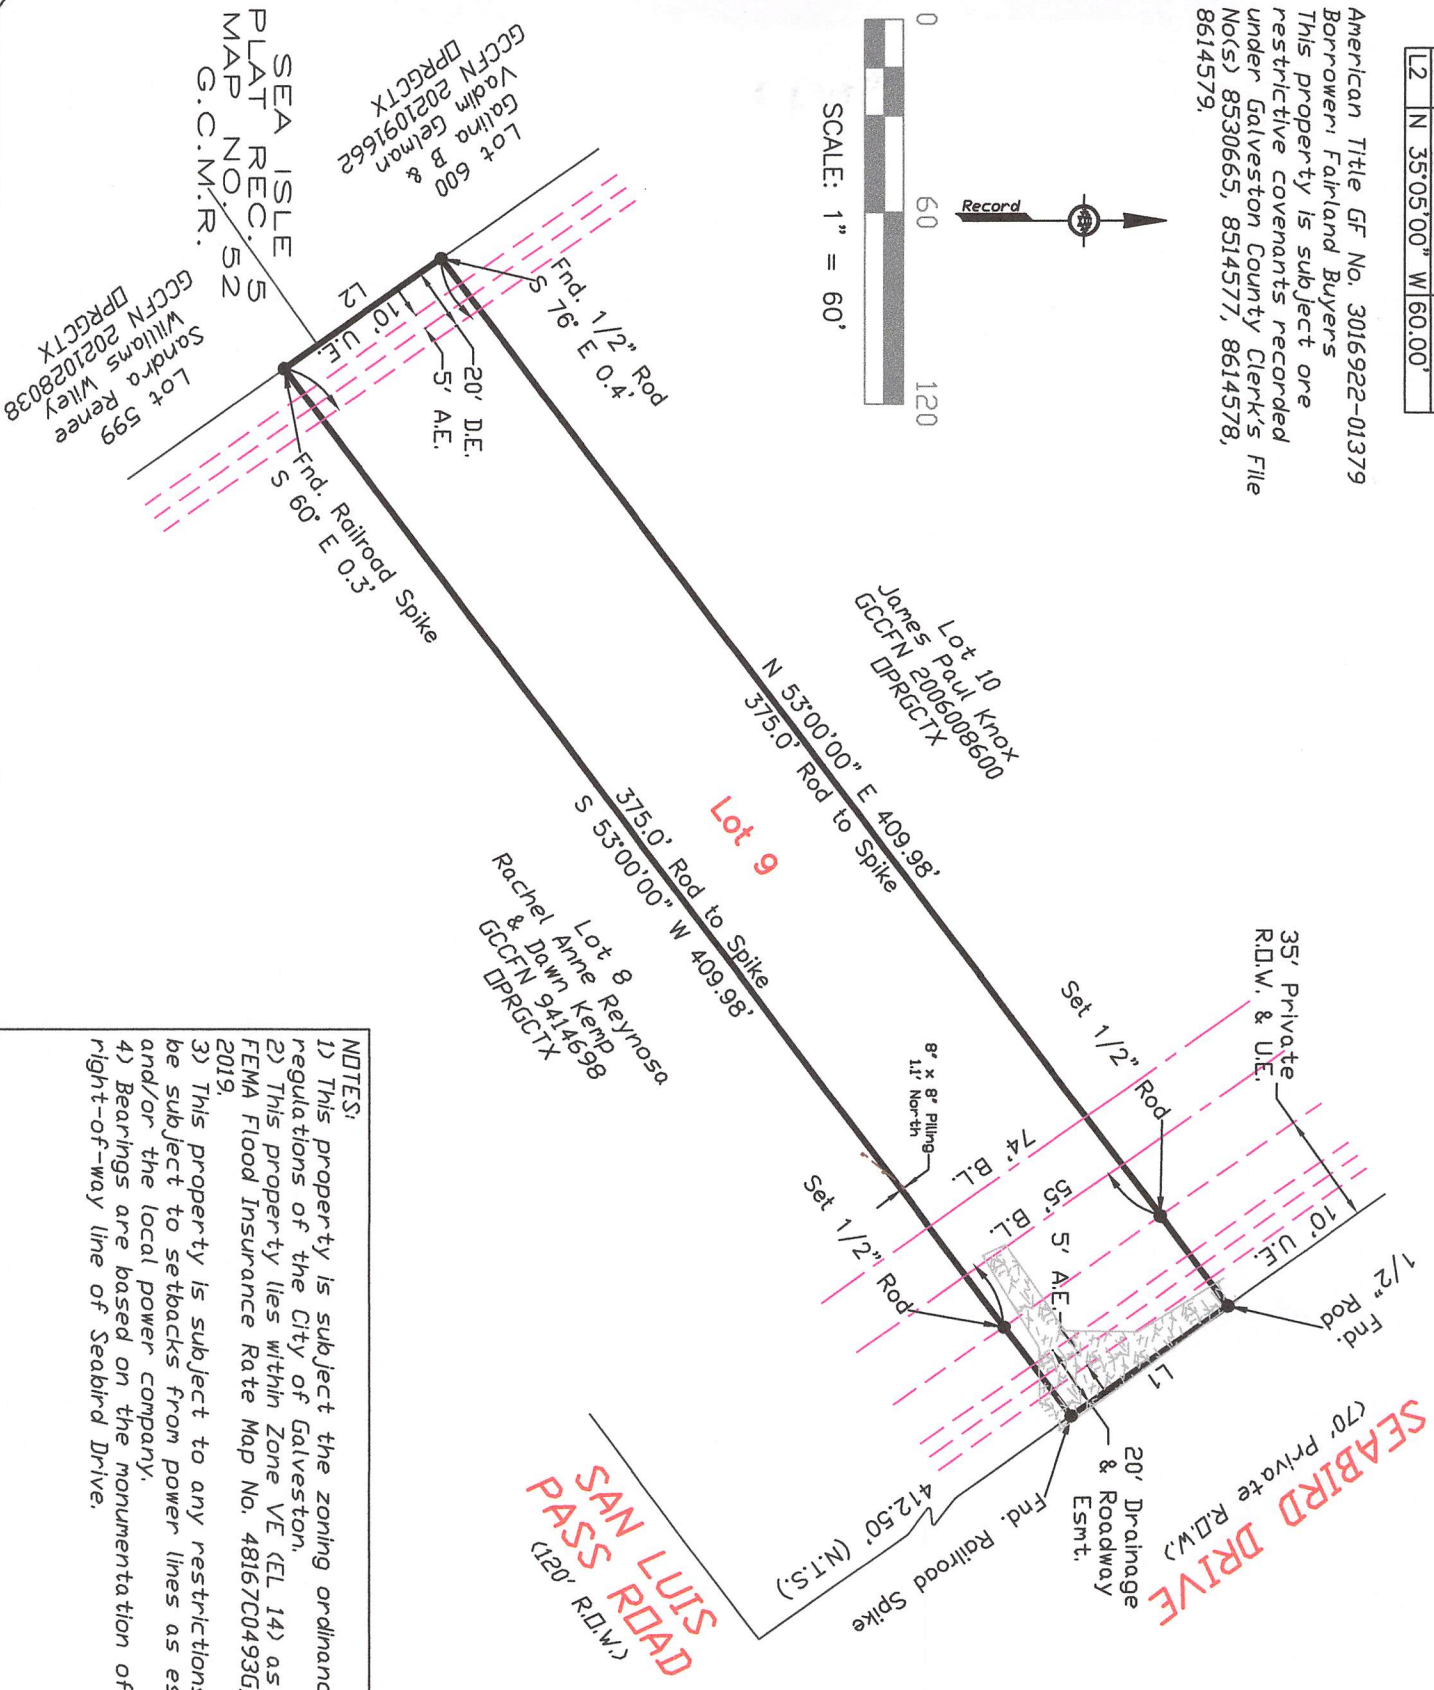 L2 N 35°05'00" W 60.00'
American Title GF No. 3016922-01379
Borrower: Fairland Buyers
This property is subject ore
restrictive covenants recorded
under Galveston County Clerk's File
No(s) 8530665, 8514577, 8614578,
8614579.
0 60 120
SCALE: 1" = 60'
Record
Lot 600
Galina B &
Vadim Gelman
GCCFN 2021091662
OPRGCTX
SEA ISLE 5
PLAT REC. 5
MAP NO. 52
G.C.M.R.
Lot 599
Sandra Renee
Williams Wiley
GCCFN 2021028038
OPRGCTX
Fnd. 1/2" Rod
S 76° E 0.4'
L2
10' U.E.
20' D.E.
5' A.E.
Fnd. Railroad Spike
S 60° E 0.3'
Lot 10
James Paul Knox
GCCFN 2006008600
OPRGCTX
N 53°00'00" E 409.98'
375.0' Rod to Spike
Lot 9
375.0' Rod to Spike
S 53°00'00" W 409.98'
Lot 8
Rachel Anne Reynosa
& Dawn Kemp
GCCFN 9414698
OPRGCTX
35' Private
R.O.W. & U.E.
Set 1/2" Rod
8" x 8" Piling
1.1' North
74' B.L.
55' B.L.
5' A.E.
Set 1/2" Rod
10' U.E.
Fnd.
1/2" Rod
L1
20' Drainage
& Roadway
Esmt.
SEABIRD DRIVE
(70' Private R.O.W.)
Fnd. Railroad Spike
412.50' (N.T.S.)
SAN LUIS
PASS ROAD
(120' R.O.W.)
NOTES:
1) This property is subject the zoning ordinanc
regulations of the City of Galveston.
2) This property lies within Zone VE (EL 14) as
FEMA Flood Insurance Rate Map No. 48167C0493G,
2019.
3) This property is subject to any restrictions
be subject to setbacks from power lines as es
and/or the local power company.
4) Bearings are based on the monumentation of
right-of-way line of Seabird Drive.